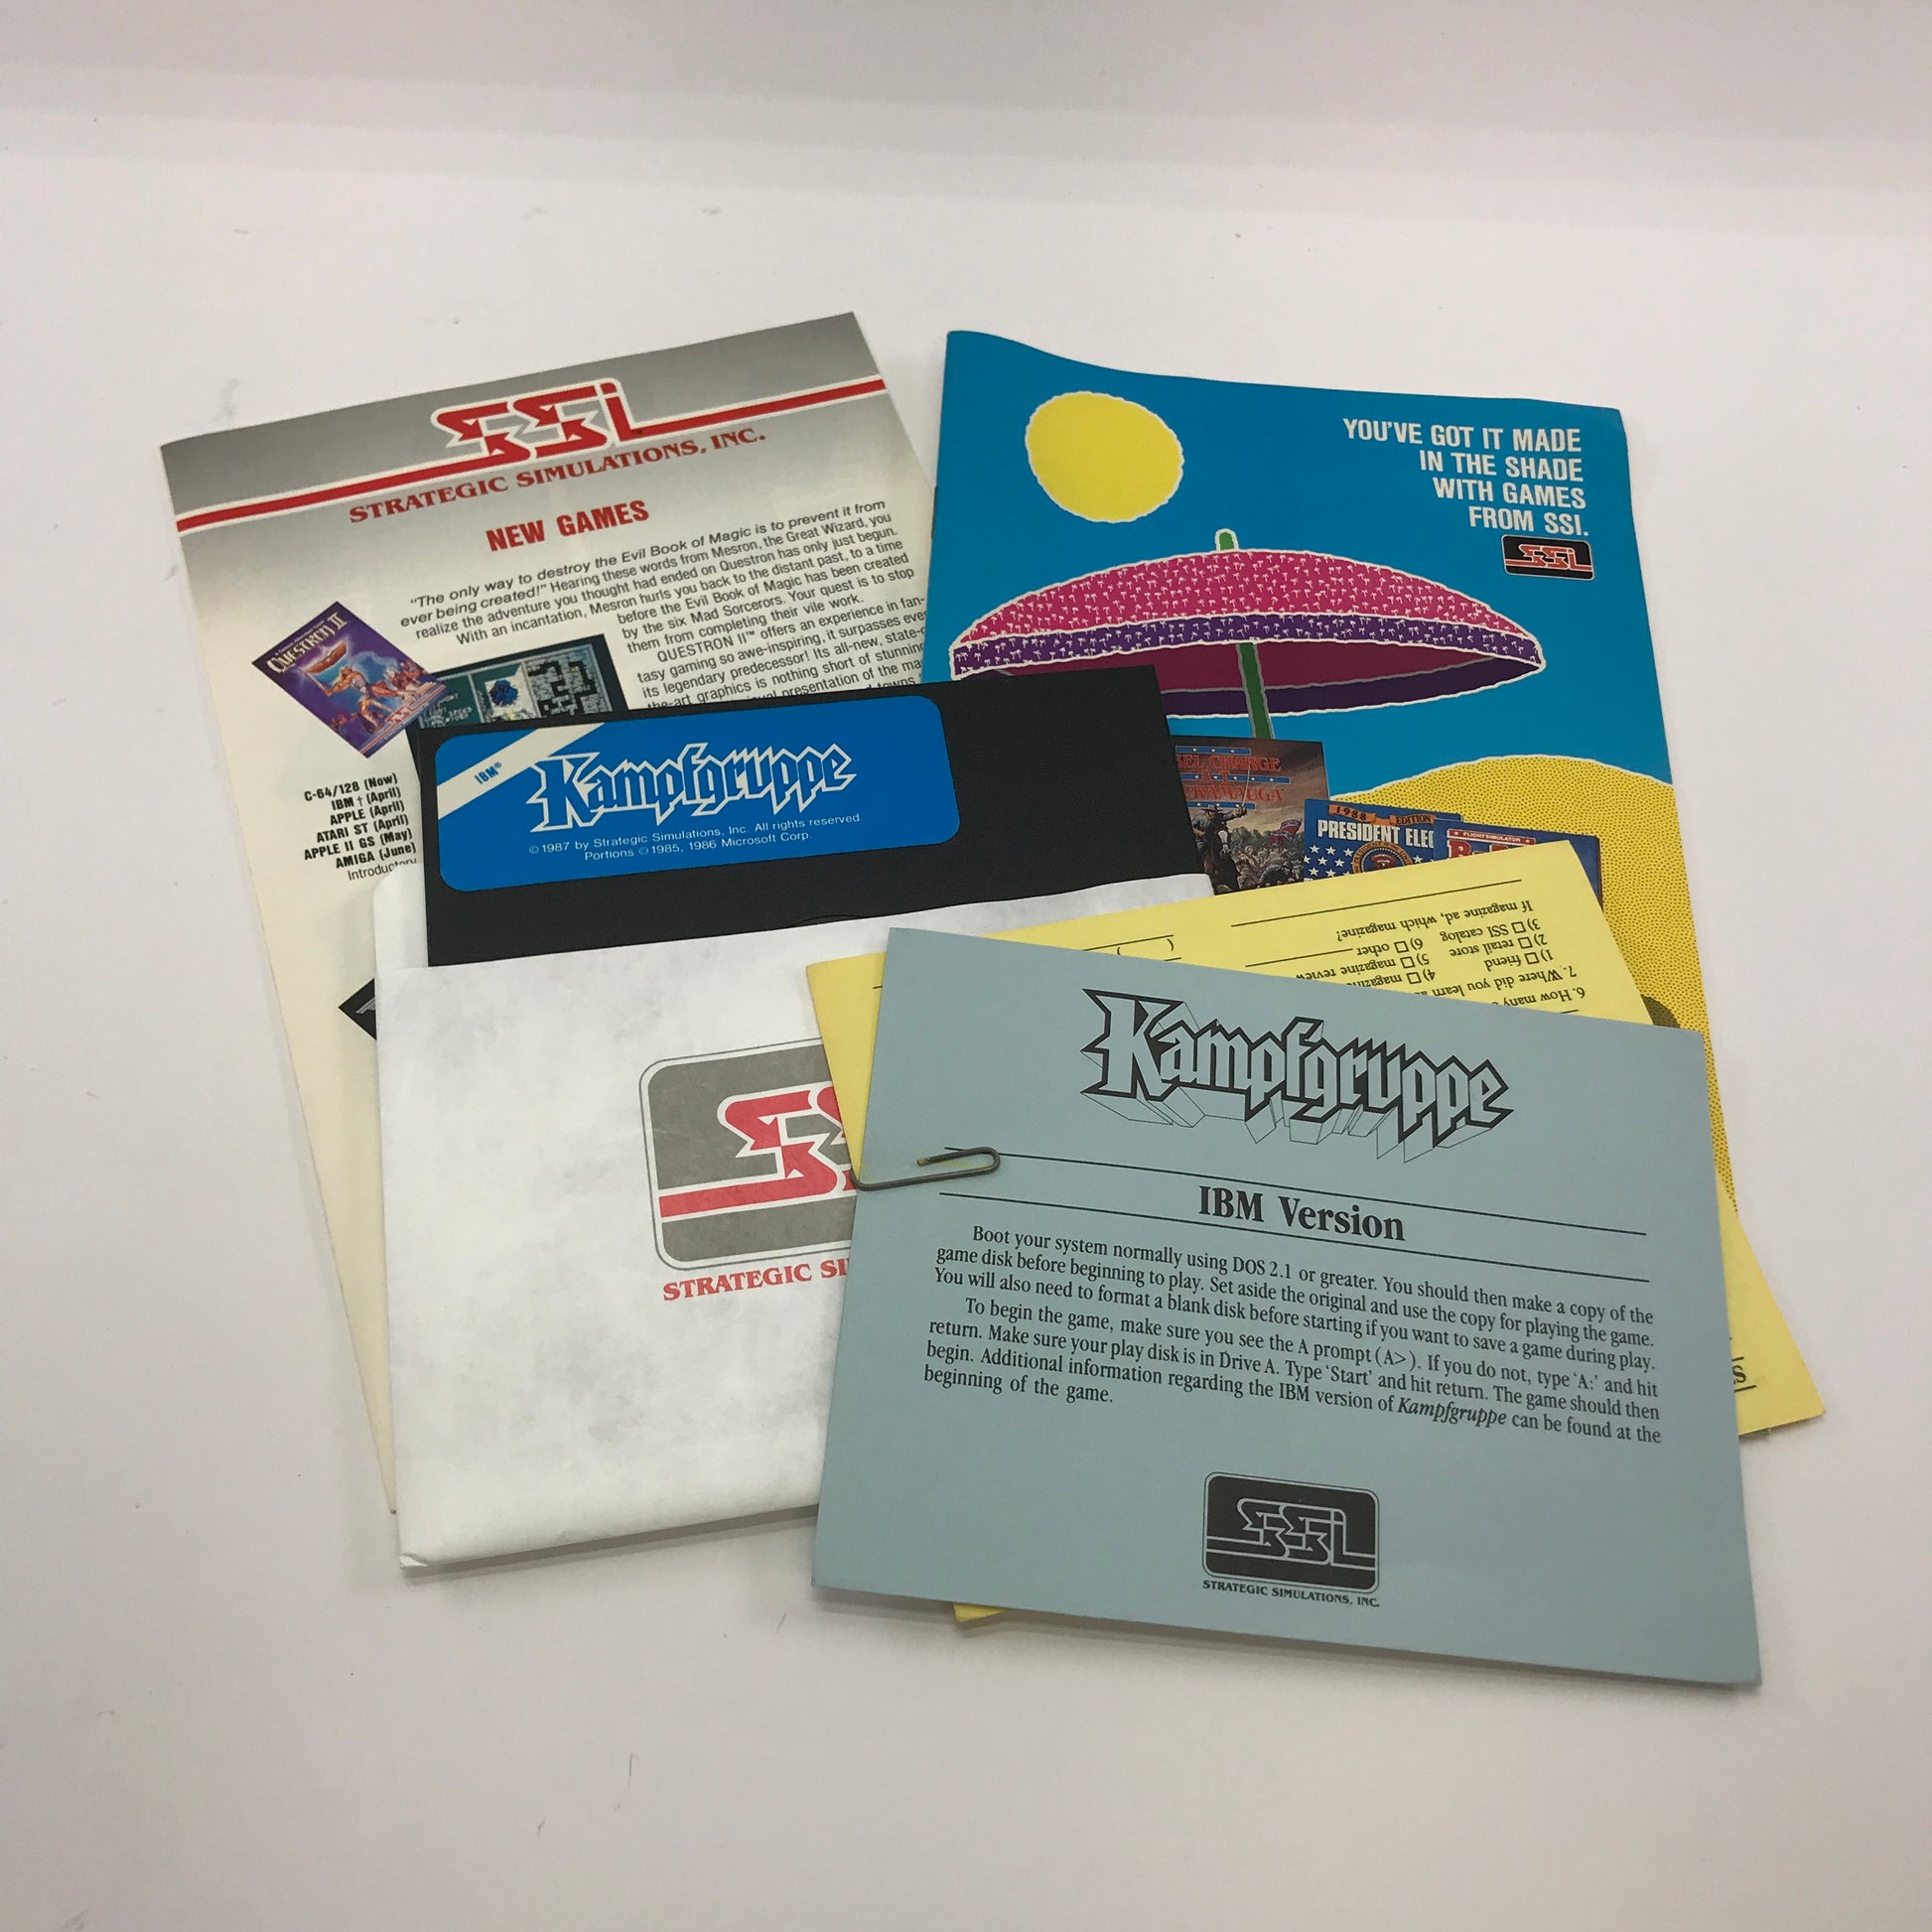 SSI
STRATEGIC SIMULATIONS, INC.
NEW GAMES
"The only way to destroy the Evil Book of Magic is to prevent it from
ever being created!" Hearing these words from Mesron, the Great Wizard, you
realize the adventure you thought had ended on Questron has only just begun.
With an incantation, Mesron hurls you back to the distant past, to a time
before the Evil Book of Magic has been created
by the six Mad Sorcerors. Your quest is to stop
them from completing their vile work.
QUESTRON II™ offers an experience in fan-
tasy gaming so awe-inspiring, it surpasses
its legendary predecessor! Its all-new,
the-art graphics is nothing short of
presentation of the
towns
QUESTRON II
C-64/128 (Now)
IBM † (April)
APPLE (April)
ATARI ST (April)
APPLE II GS (May)
AMIGA (June)
YOU'VE GOT IT MADE
IN THE SHADE
WITH GAMES
FROM SSI.
SSI
1988 EDITION
PRESIDENT
FLIGHT SIMULATOR
IBM®
Kampfgruppe
© 1987 by Strategic Simulations, Inc. All rights reserved.
Portions © 1985, 1986 Microsoft Corp.
STRATEGIC
6. How many
7. Where did you learn
1) friend
2) retail store
3) SSI catalog
5) magazine review
6) other
If magazine ad, which magazine?
Kampfgruppe
IBM Version
Boot your system normally using DOS 2.1 or greater. You should then make a copy of the
game disk before beginning to play. Set aside the original and use the copy for playing the game.
You will also need to format a blank disk before starting if you want to save a game during play.
To begin the game, make sure you see the A prompt (A>). If you do not, type 'A:' and hit
return. Make sure your play disk is in Drive A. Type 'Start' and hit return. The game should then
begin. Additional information regarding the IBM version of Kampfgruppe can be found at the
beginning of the game.
SSI
STRATEGIC SIMULATIONS, INC.